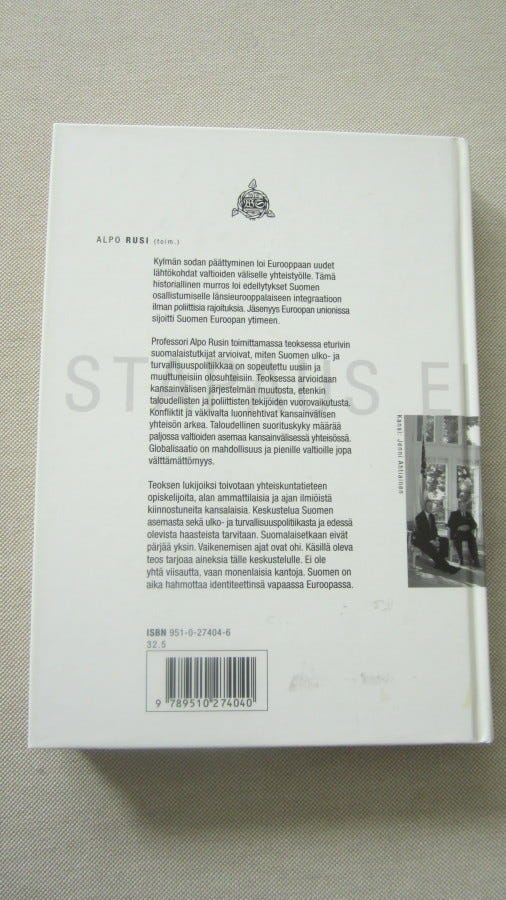 ALPO RUSI (toim.)
Kylmän sodan päättyminen loi Eurooppaan uudet
lähtökohdat valtioiden väliselle yhteistyölle. Tämä
historiallinen murros loi edellytykset Suomen
osallistumiselle länsieurooppalaiseen integraatioon
ilman poliittisia rajoituksia. Jäsenyys Euroopan unionissa
sijoitti Suomen Euroopan ytimeen.
Professori Alpo Rusin toimittamassa teoksessa eturivin
suomalaistutkijat arvioivat, miten Suomen ulko- ja
turvallisuuspolitiikkaa on sopeutettu uusiin ja
muuttuneisiin olosuhteisiin. Teoksessa arvioidaan
kansainvälisen järjestelmän muutosta, etenkin
taloudellisten ja poliittisten tekijöiden vuorovaikutusta.
Konfliktit ja väkivalta luonnehtivat kansainvälisen
yhteisön arkea. Taloudellinen suorituskyky määrää
paljossa valtioiden asemaa kansainvälisessä yhteisössä.
Globalisaatio on mahdollisuus ja pienille valtioille jopa
välttämättömyys.
Teoksen lukijoiksi toivotaan yhteiskuntatieteen
opiskelijoita, alan ammattilaisia ja ajan ilmiöistä
kiinnostuneita kansalaisia. Keskustelua Suomen
asemasta sekä ulko- ja turvallisuuspolitiikasta ja edessä
olevista haasteista tarvitaan. Suomalaisetkaan eivät
pärjää yksin. Vaikenemisen ajat ovat ohi. Käsillä oleva
teos tarjoaa aineksia tälle keskustelulle. Ei ole
yhtä viisautta, vaan monenlaisia kantoja. Suomen on
aika hahmottaa identiteettinsä vapaassa Euroopassa.
Kansi: Jenni Ahtiainen
ISBN 951-0-27404-6
32.5
9 789510 274040